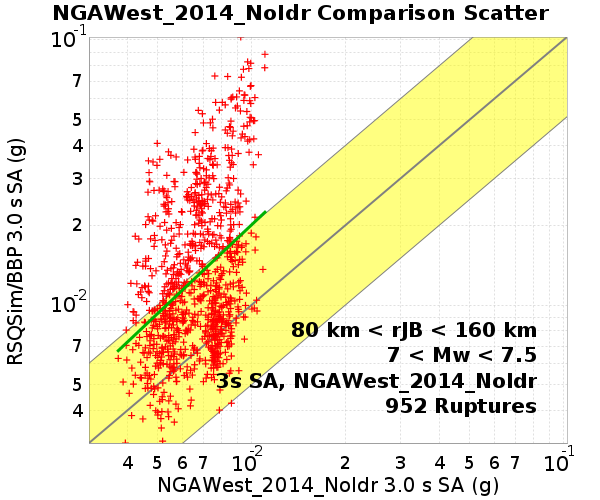 NGAWest_2014_NoIdr Comparison Scatter
10-1
7
5
4
3
2
10-2
7
5
4
RSQSim/BBP 3.0 s SA (g)
80 km < rJB < 160 km
7 < Mw < 7.5
3s SA, NGAWest_2014_NoIdr
952 Ruptures
4 5 6 7 10-2 2 3 4 5 6 7 10-1
NGAWest_2014_NoIdr 3.0 s SA (g)